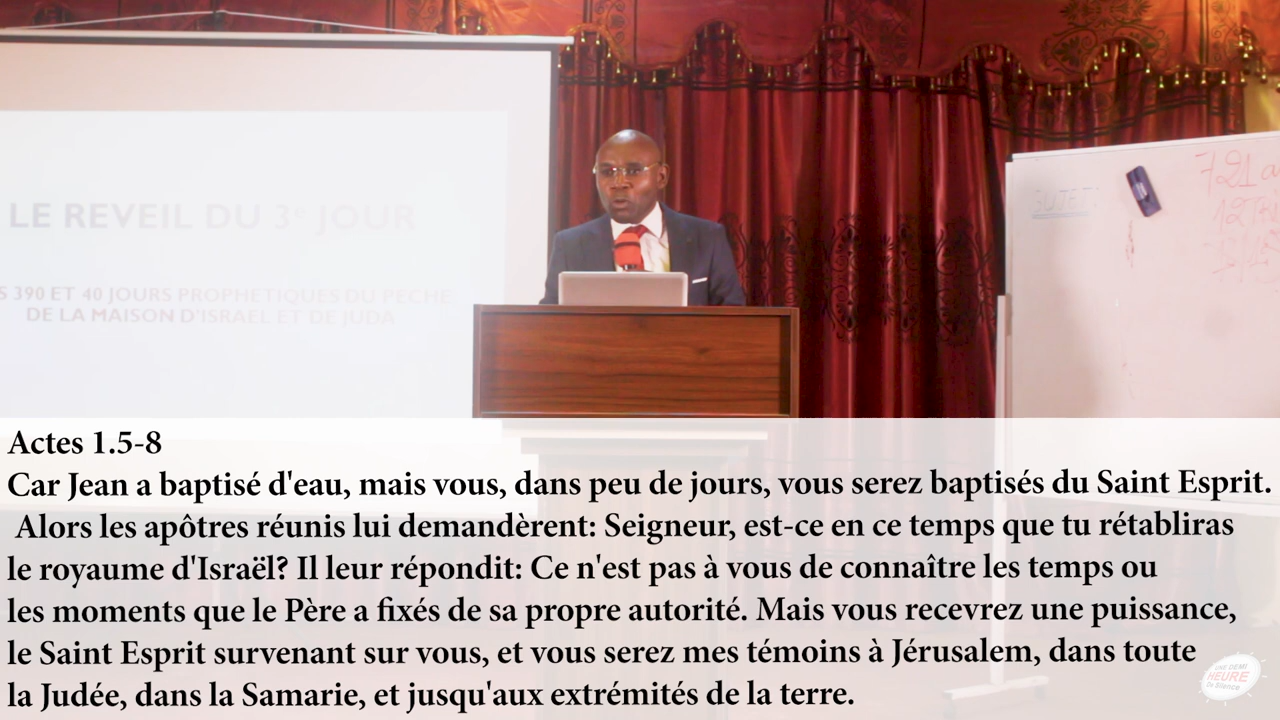 LE REVEIL DU 3e JOUR
S 390 ET 40 JOURS PROPHETIQUES DU PECHE
DE LA MAISON D'ISRAEL ET DE JUDA
SUJET:
721 a
Actes 1.5-8
Car Jean a baptisé d'eau, mais vous, dans peu de jours, vous serez baptisés du Saint Esprit.
Alors les apôtres réunis lui demandèrent: Seigneur, est-ce en ce temps que tu rétabliras
le royaume d'Israël? Il leur répondit: Ce n'est pas à vous de connaître les temps ou
les moments que le Père a fixés de sa propre autorité. Mais vous recevrez une puissance,
le Saint Esprit survenant sur vous, et vous serez mes témoins à Jérusalem, dans toute
la Judée, dans la Samarie, et jusqu'aux extrémités de la terre.
UNE DEMI
HEURE
De Silence